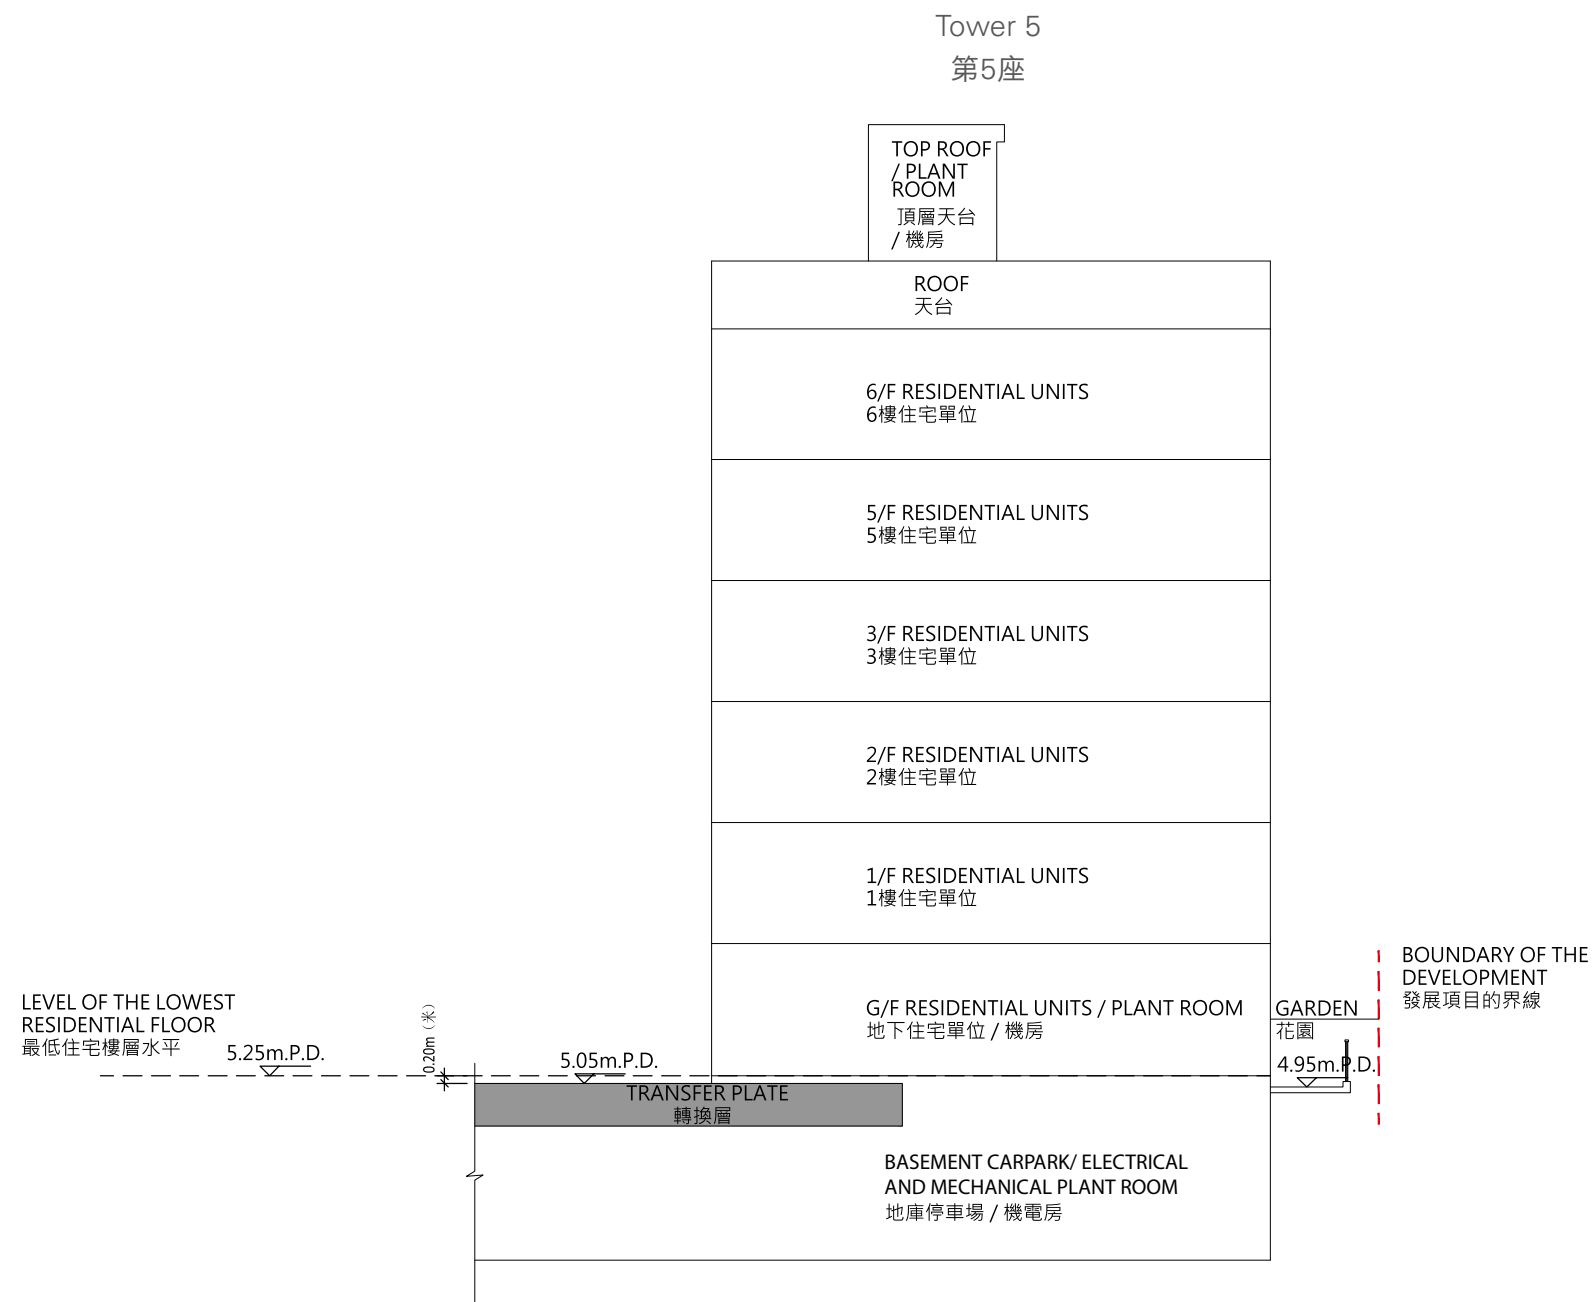 Tower 5
第5座
TOP ROOF
/ PLANT
ROOM
頂層天台
/ 機房
ROOF
天台
6/F RESIDENTIAL UNITS
6樓住宅單位
5/F RESIDENTIAL UNITS
5樓住宅單位
3/F RESIDENTIAL UNITS
3樓住宅單位
2/F RESIDENTIAL UNITS
2樓住宅單位
1/F RESIDENTIAL UNITS
1樓住宅單位
G/F RESIDENTIAL UNITS / PLANT ROOM
地下住宅單位 / 機房
GARDEN
花園
BOUNDARY OF THE
DEVELOPMENT
發展項目的界線
LEVEL OF THE LOWEST
RESIDENTIAL FLOOR
最低住宅樓層水平
5.25m.P.D.
0.20m (米)
5.05m.P.D.
4.95m.P.D.
TRANSFER PLATE
轉換層
BASEMENT CARPARK/ ELECTRICAL
AND MECHANICAL PLANT ROOM
地庫停車場 / 機電房